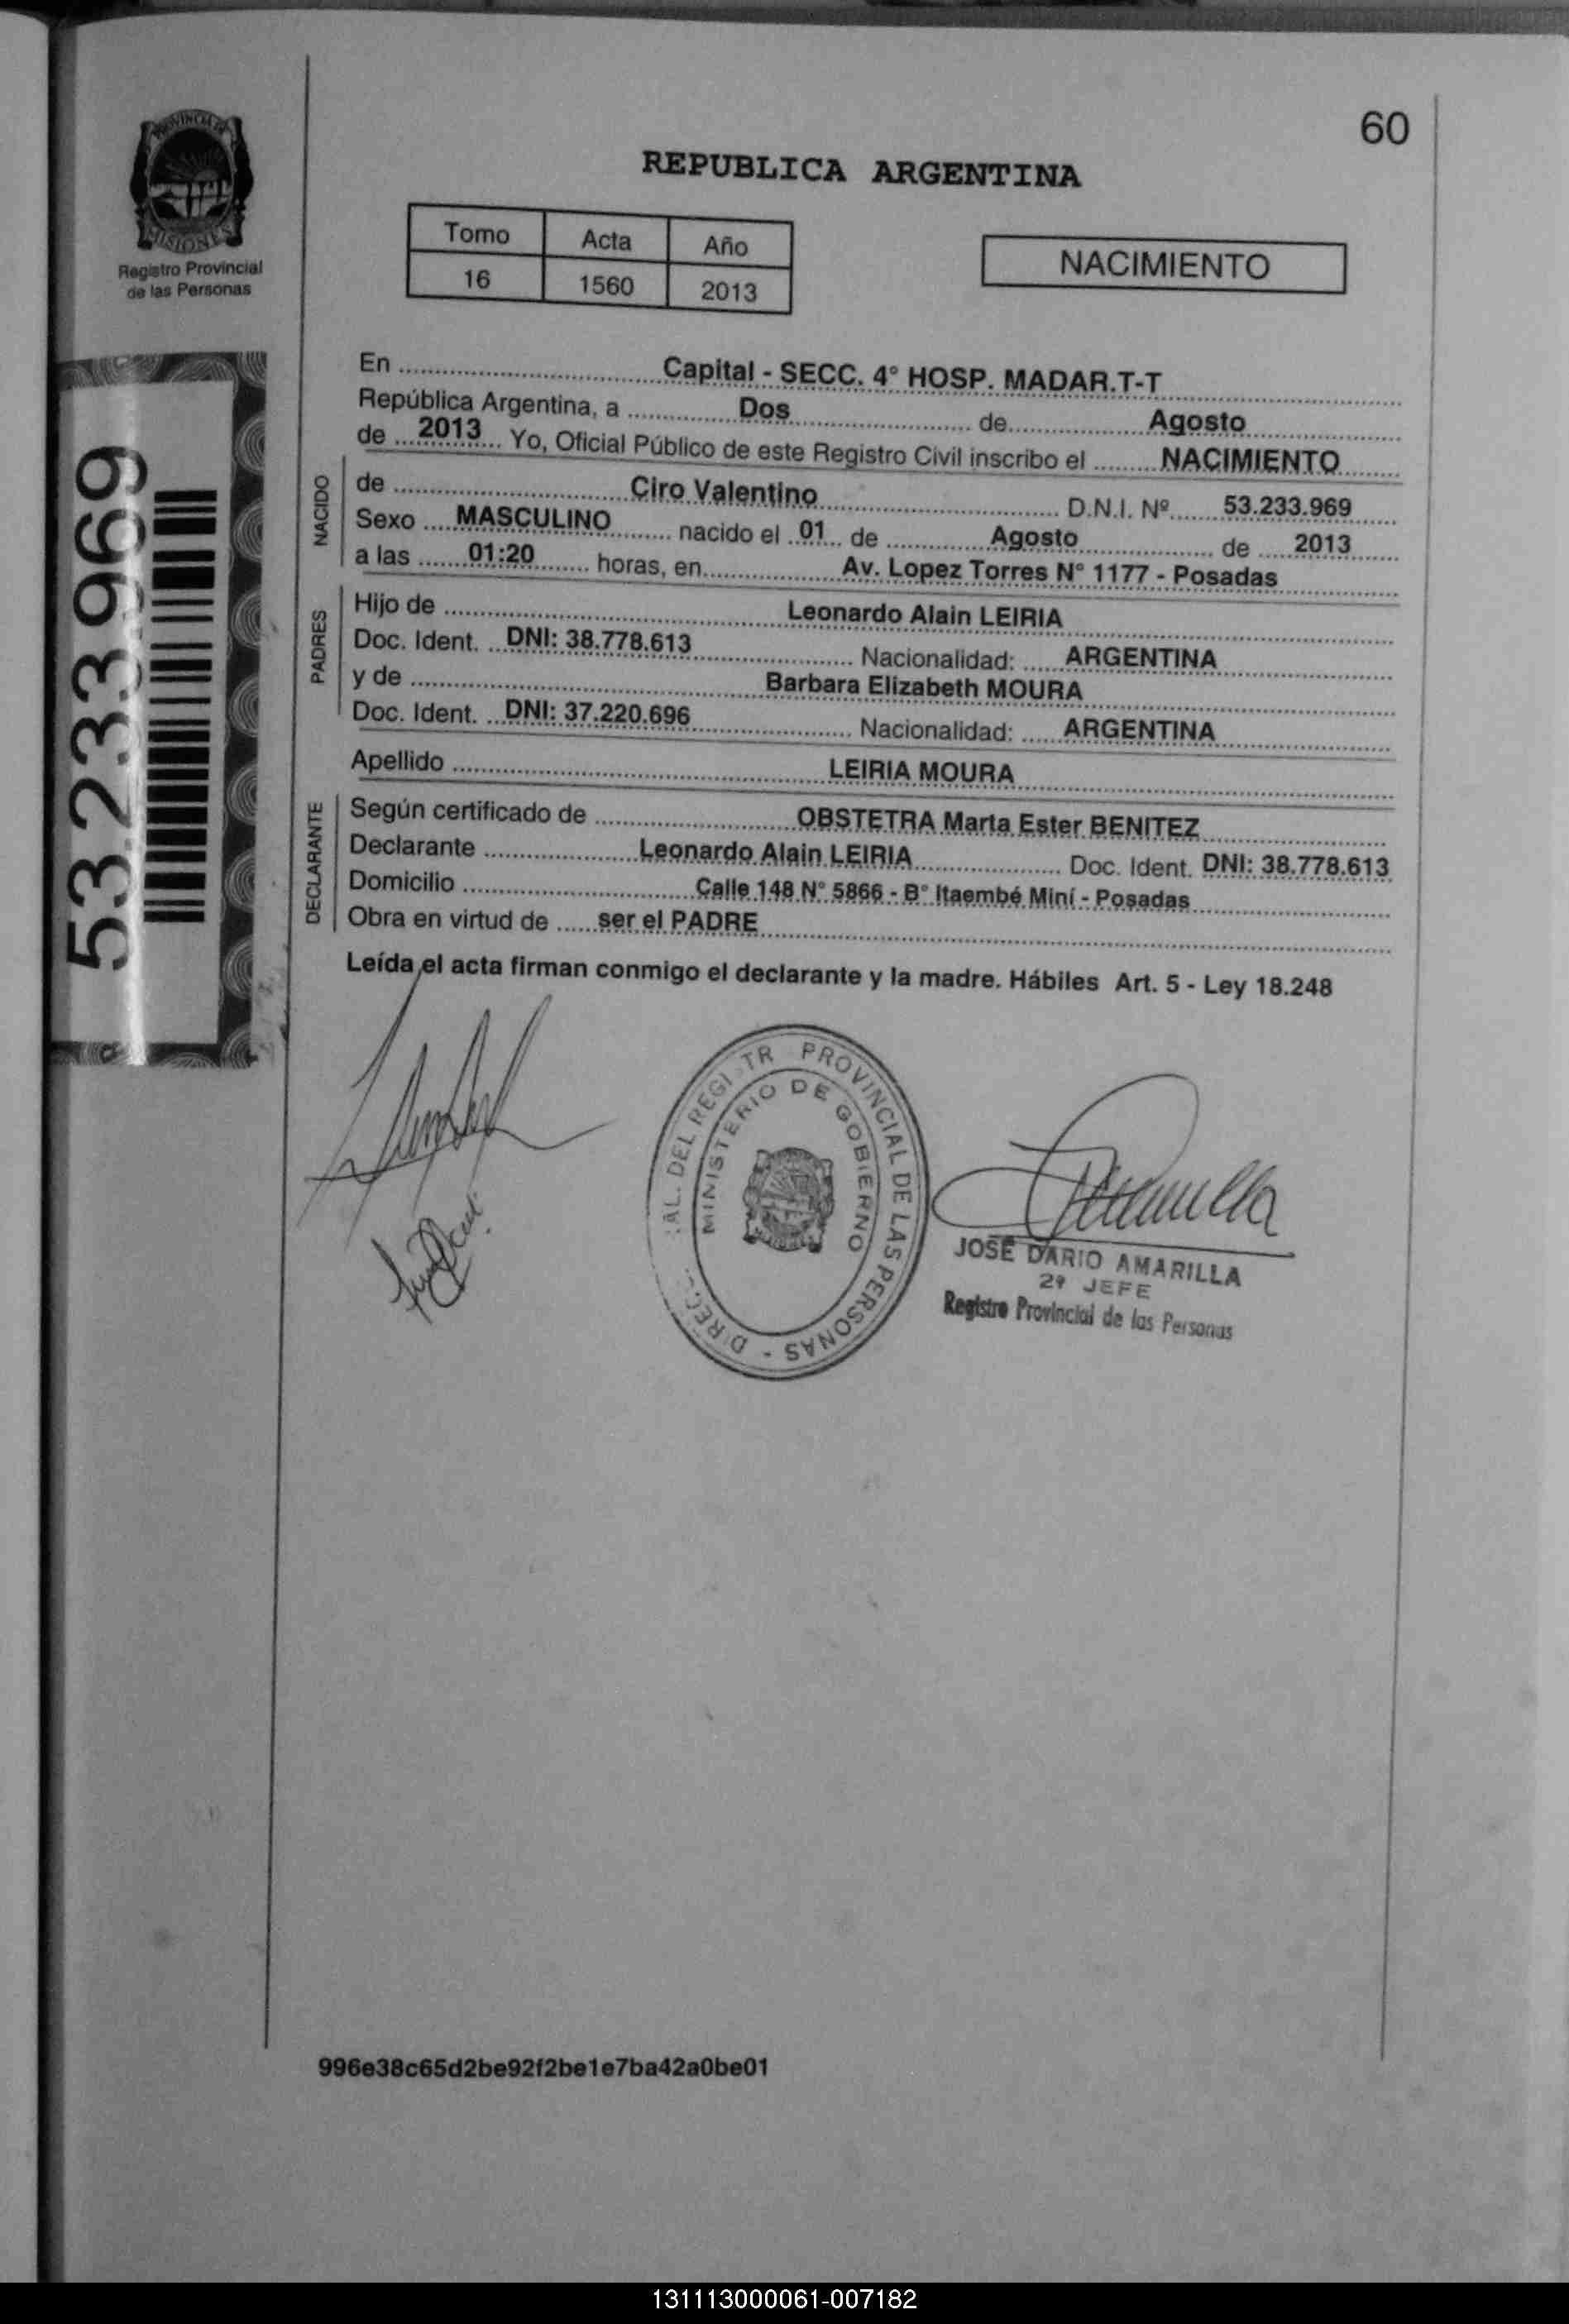 60
PROVINCIA DE
MISIONES
Registro Provincial
de las Personas
REPUBLICA ARGENTINA
Tomo Acta Año
16 1560 2013
NACIMIENTO
53.233.969
En ........ Capital - SECC. 4° HOSP. MADAR.T-T
República Argentina, a ........ Dos ........ de ........ Agosto
de ... 2013 ... Yo, Oficial Público de este Registro Civil inscribo el ........ NACIMIENTO
NACIDO
de ........ Ciro Valentino ........ D.N.I. Nº ...... 53.233.969
Sexo .... MASCULINO ........ nacido el .. 01 .. de ........ Agosto ........ de .... 2013
a las ...... 01:20 ...... horas, en ........ Av. Lopez Torres N° 1177 - Posadas
PADRES
Hijo de ........ Leonardo Alain LEIRIA
Doc. Ident. ... DNI: 38.778.613 ........ Nacionalidad: ..... ARGENTINA
y de ........ Barbara Elizabeth MOURA
Doc. Ident. ... DNI: 37.220.696 ........ Nacionalidad: ..... ARGENTINA
Apellido ........ LEIRIA MOURA
DECLARANTE
Según certificado de ........ OBSTETRA Marta Ester BENITEZ
Declarante ........ Leonardo Alain LEIRIA ........ Doc. Ident. DNI: 38.778.613
Domicilio ........ Calle 148 N° 5866 - B° Itaembé Miní - Posadas
Obra en virtud de ...... ser el PADRE
Leída el acta firman conmigo el declarante y la madre. Hábiles Art. 5 - Ley 18.248
PROVINCIAL DE LAS PERSONAS -
DEL
MINISTERIO DE GOBIERNO
JOSE DARIO AMARILLA
2º JEFE
Registro Provincial de las Personas
996e38c65d2be92f2be1e7ba42a0be01
131113000061-007182